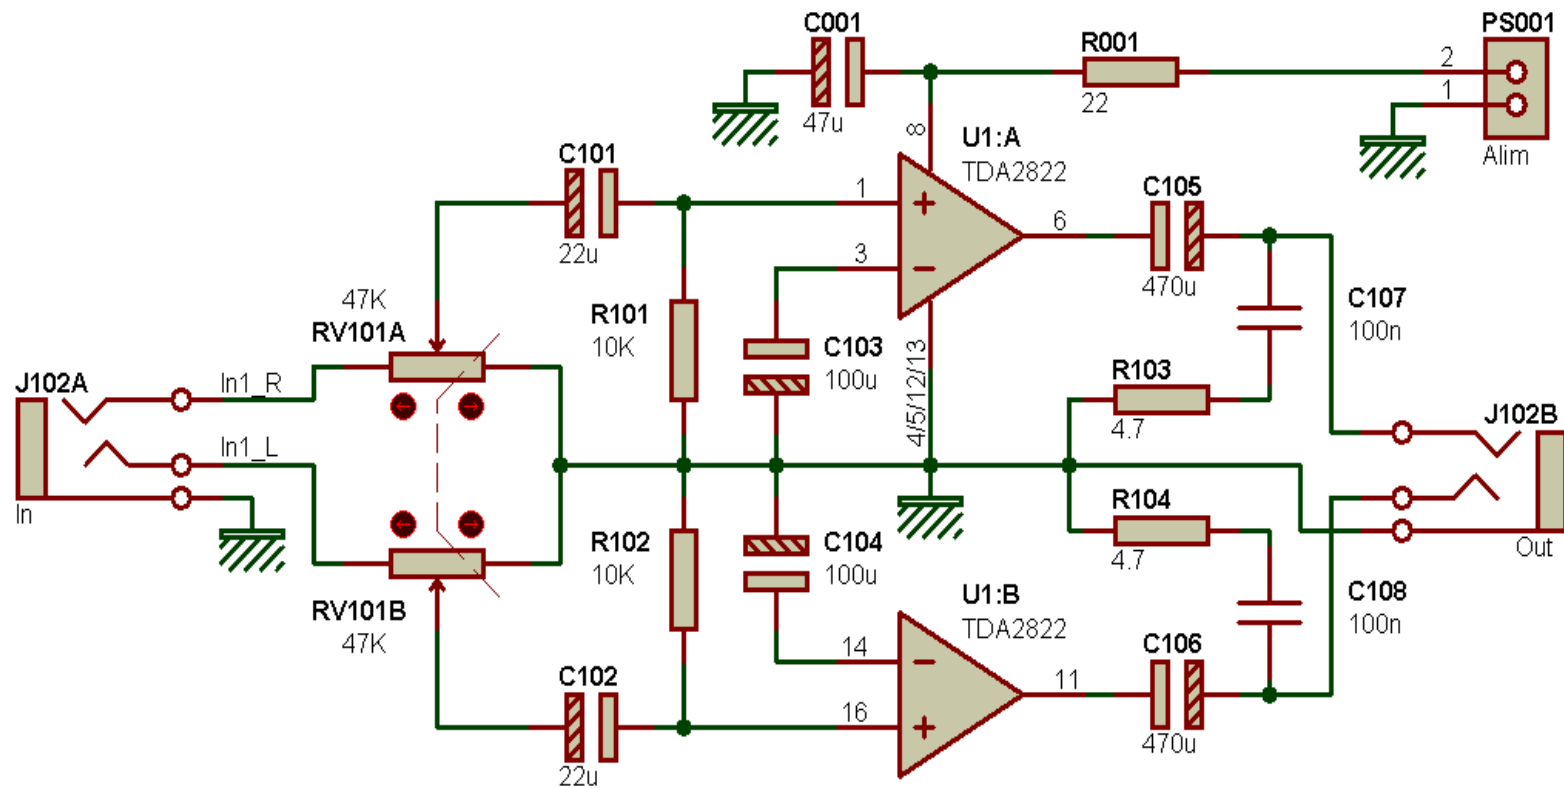 C001
47u
R001
22
PS001
2
1
Alim
8
U1:A
TDA2822
C101
22u
1
3
6
C105
470u
47K
RV101A
R101
10K
C103
100u
4/5/12/13
C107
100n
R103
4.7
J102A
In1_R
In1_L
In
J102B
Out
R102
10K
C104
100u
R104
4.7
RV101B
47K
U1:B
TDA2822
C108
100n
14
16
11
C106
470u
C102
22u